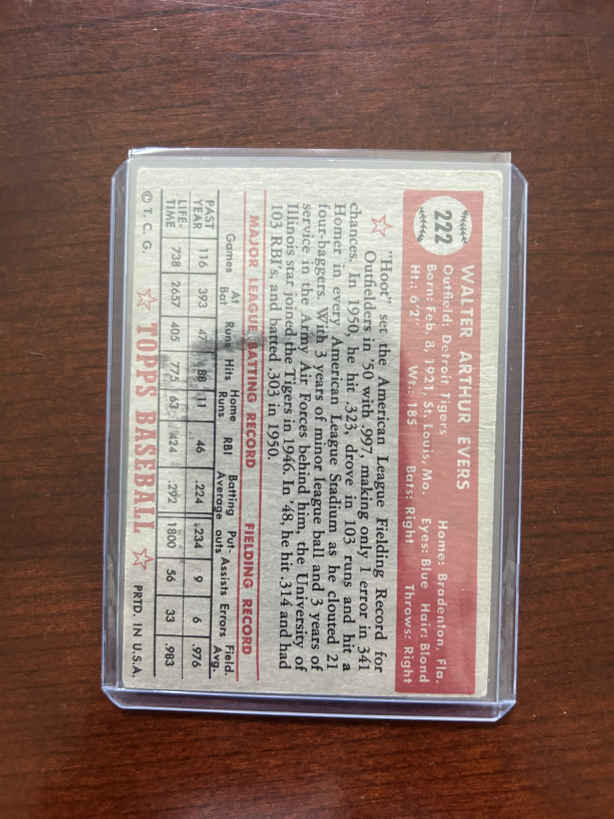 222
WALTER ARTHUR EVERS
Outfield: Detroit Tigers Home: Bradenton, Fla.
Born: Feb. 8, 1921, St. Louis, Mo. Eyes: Blue Hair: Blond
Ht.: 6'2" Wt.: 185 Bats: Right Throws: Right
"Hoot" set the American League Fielding Record for
Outfielders in '50 with .997, making only 1 error in 341
chances. In 1950, he hit .323, drove in 103 runs and hit a
Homer in every American League Stadium as he clouted 21
four-baggers. With 3 years of minor league ball and 3 years of
service in the Army Air Forces behind him, the University of
Illinois star joined the Tigers in 1946. In '48, he hit .314 and had
103 RBI's, and batted .303 in 1950.
MAJOR LEAGUE BATTING RECORD FIELDING RECORD
Games At Bat Runs Hits Home Runs RBI Batting Average Put-outs Assists Errors Field. Avg.
PAST YEAR 116 393 47 88 11 46 .224 234 9 6 .976
LIFE-TIME 738 2657 405 775 63 424 .292 1800 56 33 .983
© T. C. G. TOPPS BASEBALL PRTD. IN U.S.A.